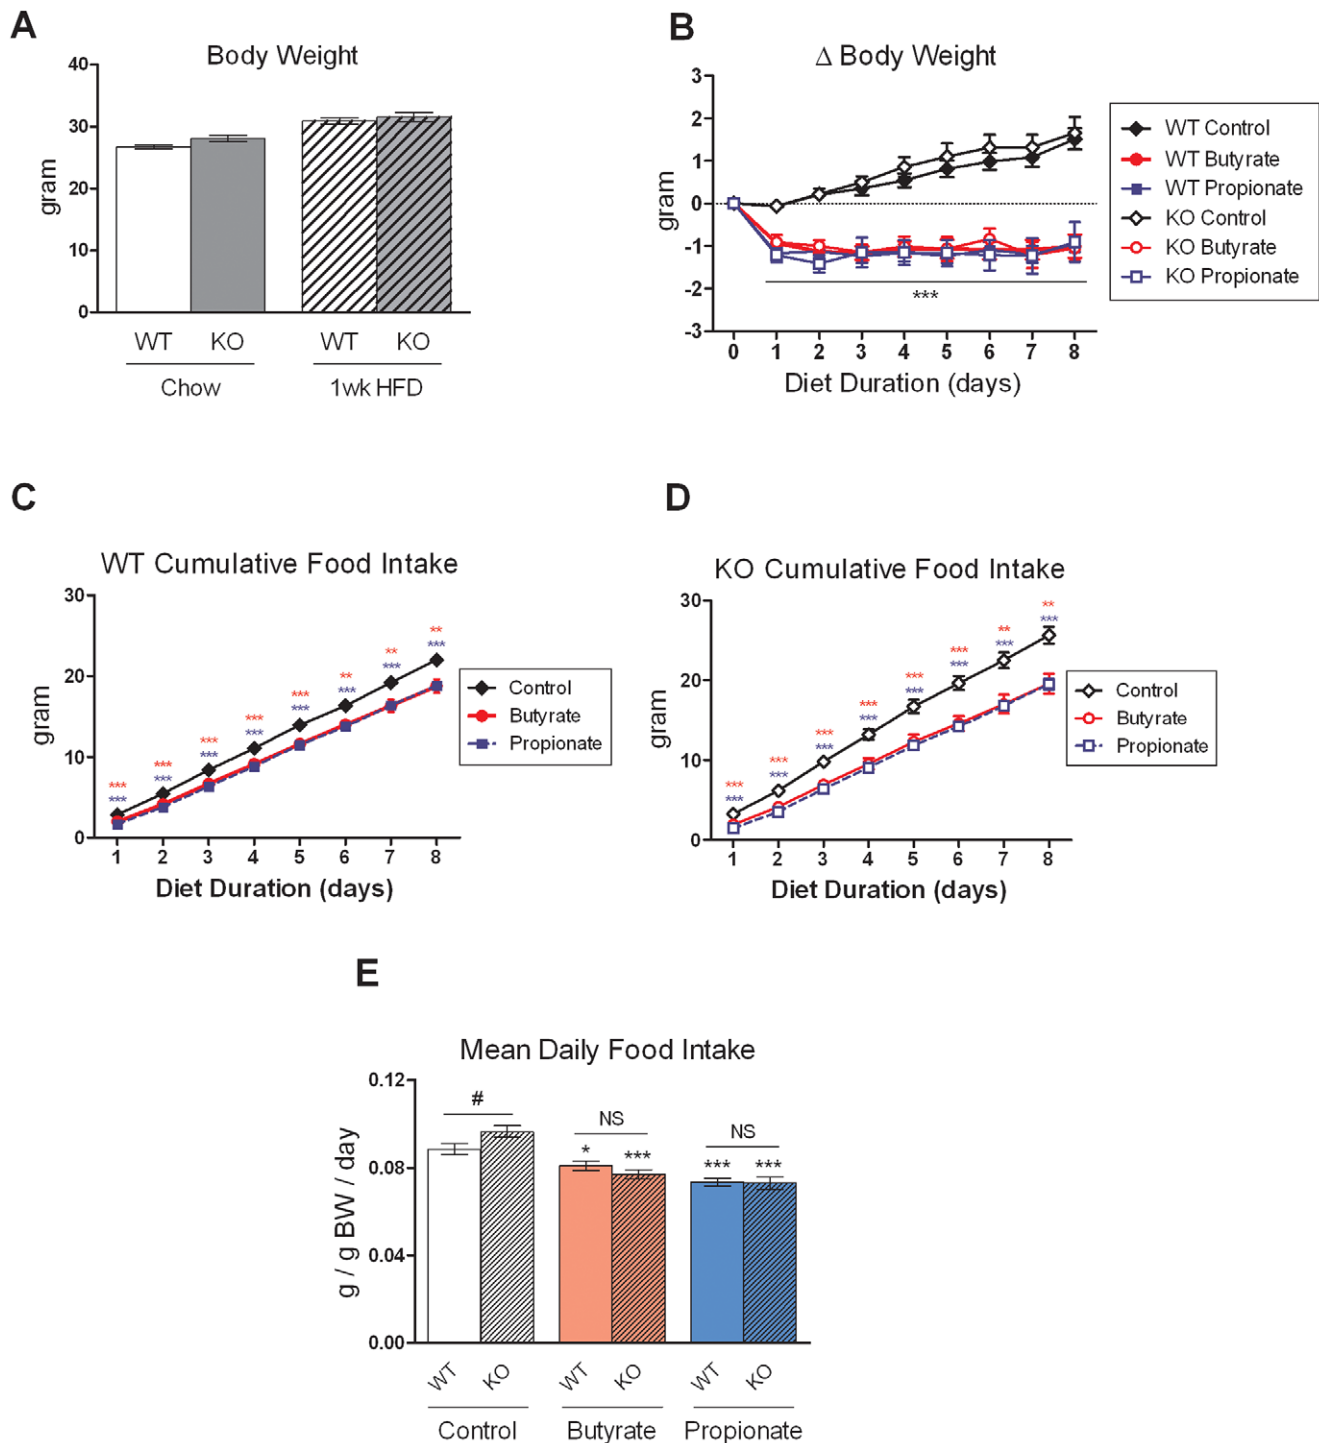 A
Body Weight
40
30
20
10
0
gram
WT KO WT KO
Chow 1wk HFD
B
Δ Body Weight
3
2
1
0
-1
-2
-3
gram
***
0 1 2 3 4 5 6 7 8
Diet Duration (days)
WT Control
WT Butyrate
WT Propionate
KO Control
KO Butyrate
KO Propionate
C
WT Cumulative Food Intake
30
20
10
0
gram
*** *** *** *** *** ** ** **
*** *** *** *** *** *** *** ***
1 2 3 4 5 6 7 8
Diet Duration (days)
Control
Butyrate
Propionate
D
KO Cumulative Food Intake
30
20
10
0
gram
*** *** *** *** *** *** ** **
*** *** *** *** *** *** *** ***
1 2 3 4 5 6 7 8
Diet Duration (days)
Control
Butyrate
Propionate
E
Mean Daily Food Intake
0.12
0.08
0.04
0.00
g / g BW / day
# NS NS
* *** *** ***
WT KO WT KO WT KO
Control Butyrate Propionate